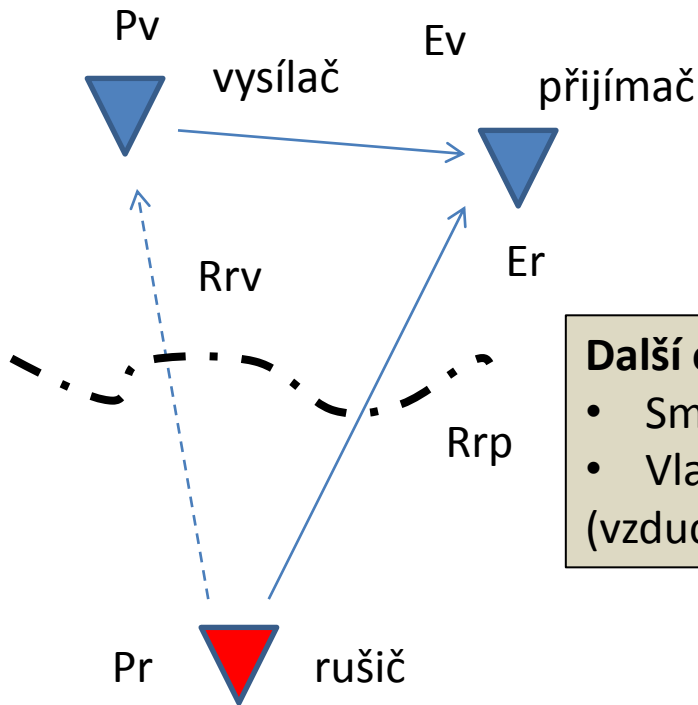 Pv
Ev
vysílač
přijímač
Rrv
Er
Další
• Sm
• Vla
(vzduc
Rrp
Pr
rušič